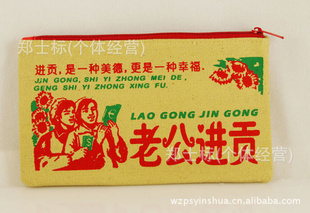 郑士标(个体经营)
进贡,是一种美德,更是一种幸福.
JIN GONG, SHI YI ZHONG MEI DE,
GENG SHI YI ZHONG XING FU.
LAO GONG JIN GONG
老公进贡
郑士标(个体经营)
wzpsyinshua.1688.com